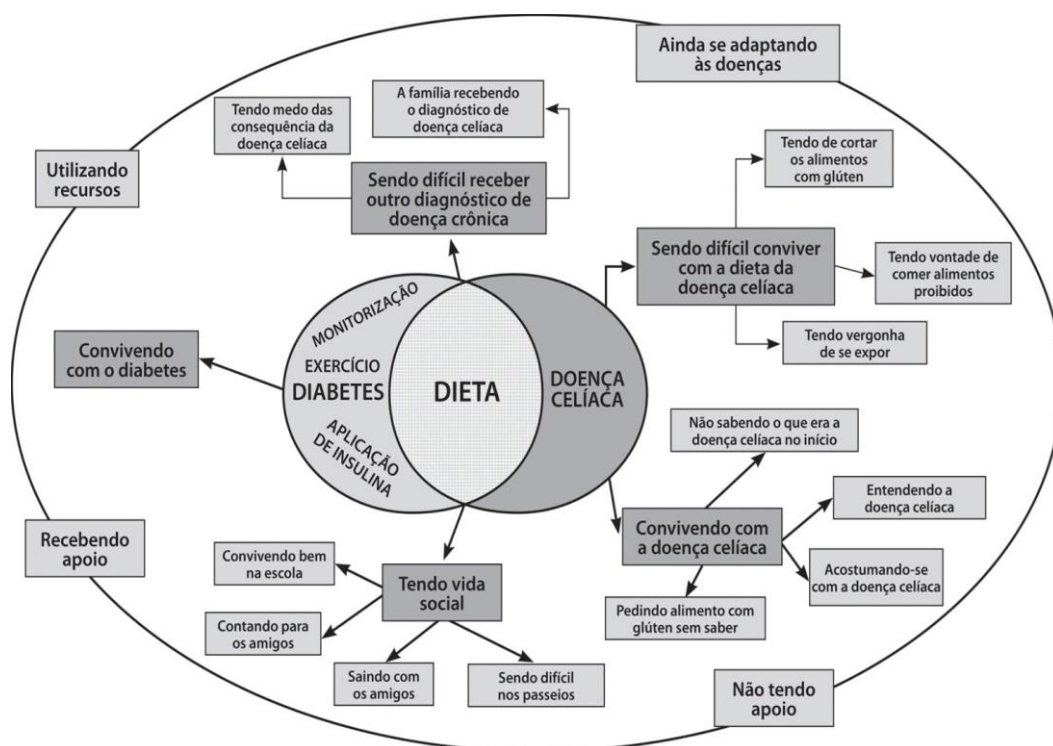 Ainda se adaptando
às doenças
A família recebendo
o diagnóstico de
doença celíaca
Tendo medo das
consequência da
doença celíaca
Utilizando
recursos
Sendo difícil receber
outro diagnóstico de
doença crônica
Tendo de cortar
os alimentos
com glúten
Sendo difícil conviver
com a dieta da
doença celíaca
Tendo vontade de
comer alimentos
proibidos
Tendo vergonha
de se expor
Convivendo
com o diabetes
MONITORIZAÇÃO
EXERCÍCIO
DIABETES
APLICAÇÃO
DE INSULINA
DIETA
DOENÇA
CELÍACA
Não sabendo o que era a
doença celíaca no início
Entendendo a
doença celíaca
Convivendo com
a doença celíaca
Acostumando-se
com a doença celíaca
Pedindo alimento com
glúten sem saber
Recebendo
apoio
Convivendo bem
na escola
Tendo vida
social
Contando para
os amigos
Saindo com
os amigos
Sendo difícil
nos passeios
Não tendo
apoio